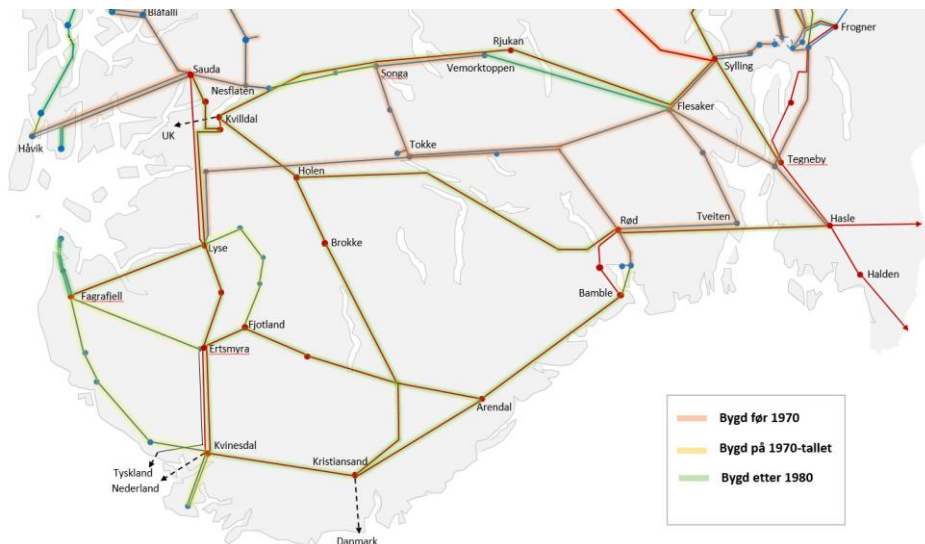 Blåfalli
Frogner
Rjukan
Sylling
Sauda
Songa
Vemorktoppen
Nesflaten
Flesaker
Kvilldal
UK
Håvik
Tokke
Tegneby
Holen
Rød
Tveiten
Hasle
Lyse
Brokke
Halden
Fagrafjell
Bamble
Fjotland
Ertsmyra
Arendal
Bygd før 1970
Bygd på 1970-tallet
Bygd etter 1980
Kvinesdal
Kristiansand
Tyskland
Nederland
Danmark